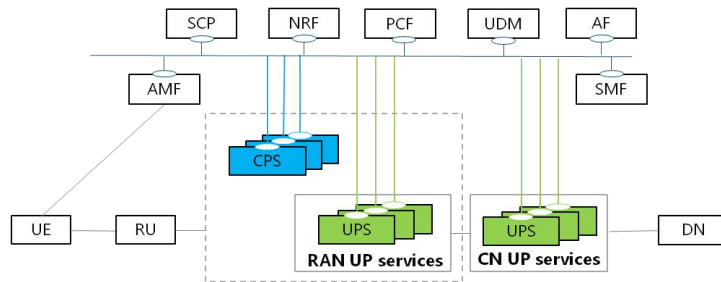 SCP NRF PCF UDM AF
AMF SMF
CPS
UE RU UPS UPS DN
RAN UP services CN UP services